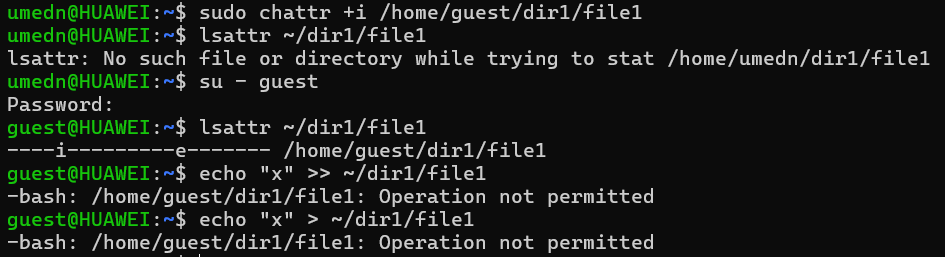 umedn@HUAWEI:~$ sudo chattr +i /home/guest/dir1/file1
umedn@HUAWEI:~$ lsattr ~/dir1/file1
lsattr: No such file or directory while trying to stat /home/umedn/dir1/file1
umedn@HUAWEI:~$ su - guest
Password:
guest@HUAWEI:~$ lsattr ~/dir1/file1
----i---------e------- /home/guest/dir1/file1
guest@HUAWEI:~$ echo "x" >> ~/dir1/file1
-bash: /home/guest/dir1/file1: Operation not permitted
guest@HUAWEI:~$ echo "x" > ~/dir1/file1
-bash: /home/guest/dir1/file1: Operation not permitted